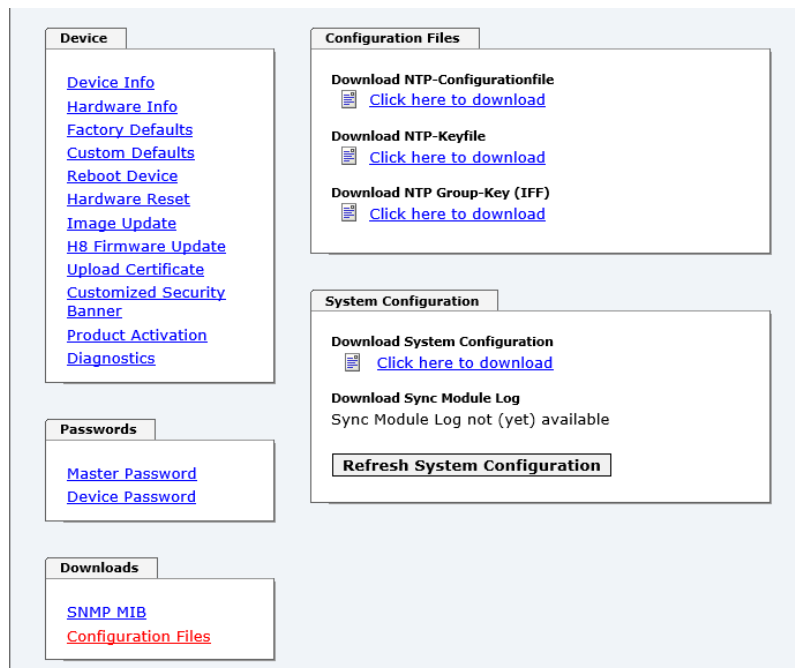 Device
Device Info
Hardware Info
Factory Defaults
Custom Defaults
Reboot Device
Hardware Reset
Image Update
H8 Firmware Update
Upload Certificate
Customized Security
Banner
Product Activation
Diagnostics
Passwords
Master Password
Device Password
Downloads
SNMP MIB
Configuration Files
Configuration Files
Download NTP-Configurationfile
Click here to download
Download NTP-Keyfile
Click here to download
Download NTP Group-Key (IFF)
Click here to download
System Configuration
Download System Configuration
Click here to download
Download Sync Module Log
Sync Module Log not (yet) available
Refresh System Configuration